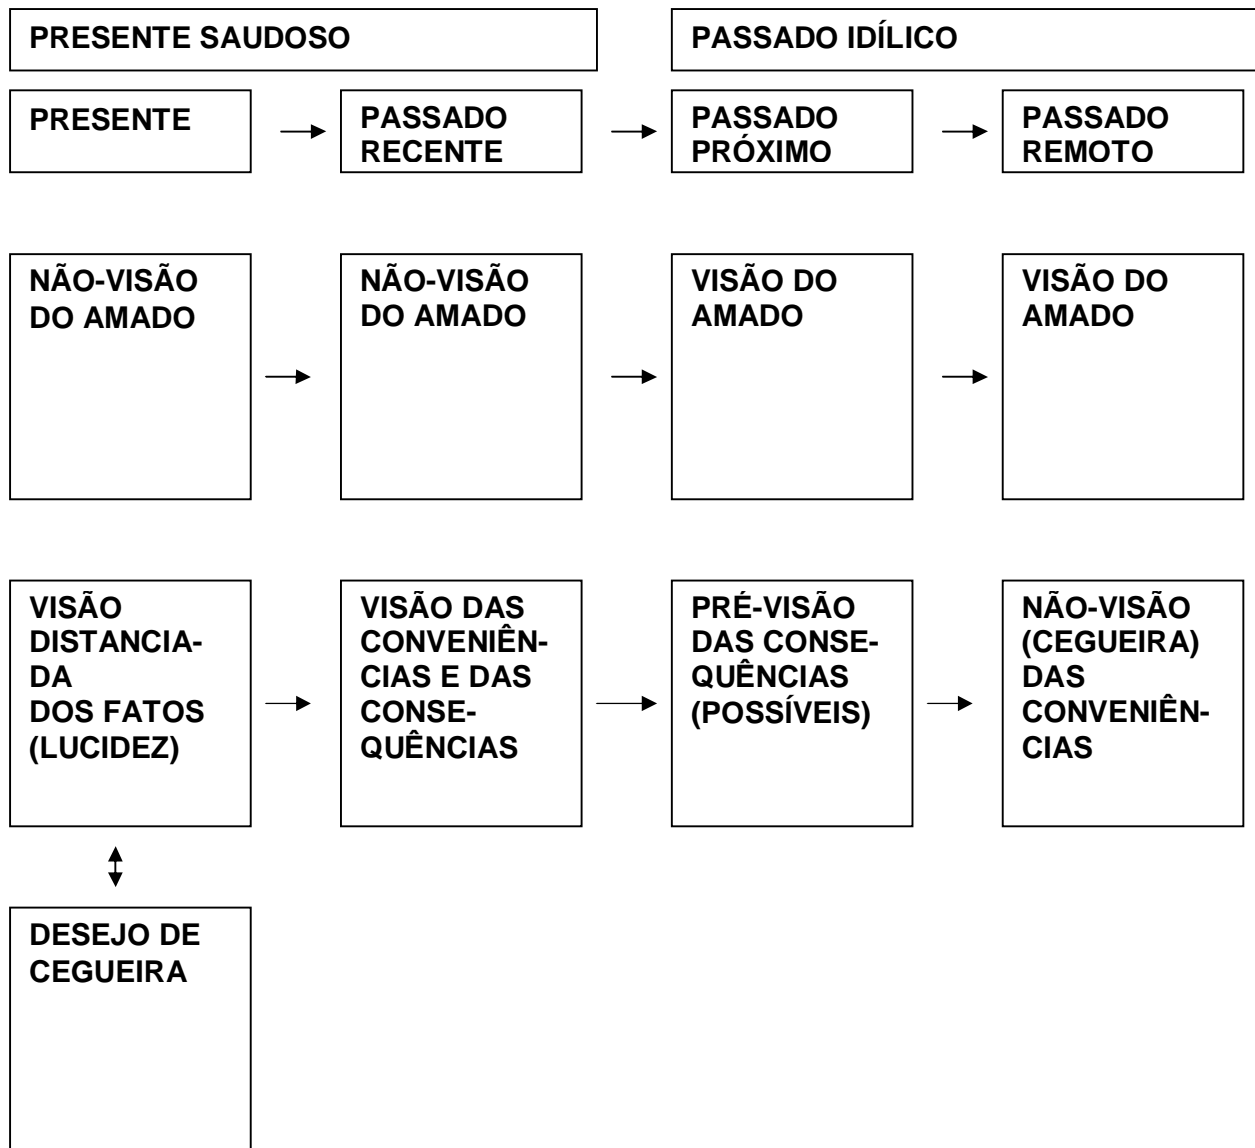 PRESENTE SAUDOSO
PASSADO IDÍLICO
PRESENTE
PASSADO
RECENTE
PASSADO
PRÓXIMO
PASSADO
REMOTO
NÃO-VISÃO
DO AMADO
NÃO-VISÃO
DO AMADO
VISÃO DO
AMADO
VISÃO DO
AMADO
VISÃO
DISTANCIA-
DA
DOS FATOS
(LUCIDEZ)
VISÃO DAS
CONVENIÊN-
CIAS E DAS
CONSE-
QUÊNCIAS
PRÉ-VISÃO
DAS CONSE-
QUÊNCIAS
(POSSÍVEIS)
NÃO-VISÃO
(CEGUEIRA)
DAS
CONVENIÊN-
CIAS
DESEJO DE
CEGUEIRA